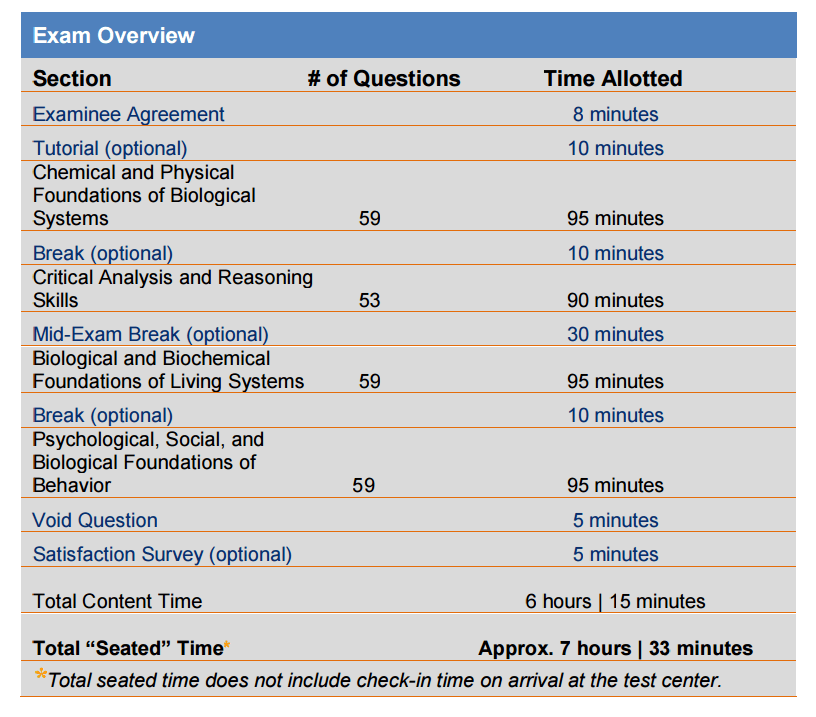 Exam Overview
Section # of Questions Time Allotted
Examinee Agreement 8 minutes
Tutorial (optional) 10 minutes
Chemical and Physical
Foundations of Biological
Systems 59 95 minutes
Break (optional) 10 minutes
Critical Analysis and Reasoning
Skills 53 90 minutes
Mid-Exam Break (optional) 30 minutes
Biological and Biochemical
Foundations of Living Systems 59 95 minutes
Break (optional) 10 minutes
Psychological, Social, and
Biological Foundations of
Behavior 59 95 minutes
Void Question 5 minutes
Satisfaction Survey (optional) 5 minutes
Total Content Time 6 hours | 15 minutes
Total “Seated” Time* Approx. 7 hours | 33 minutes
*Total seated time does not include check-in time on arrival at the test center.